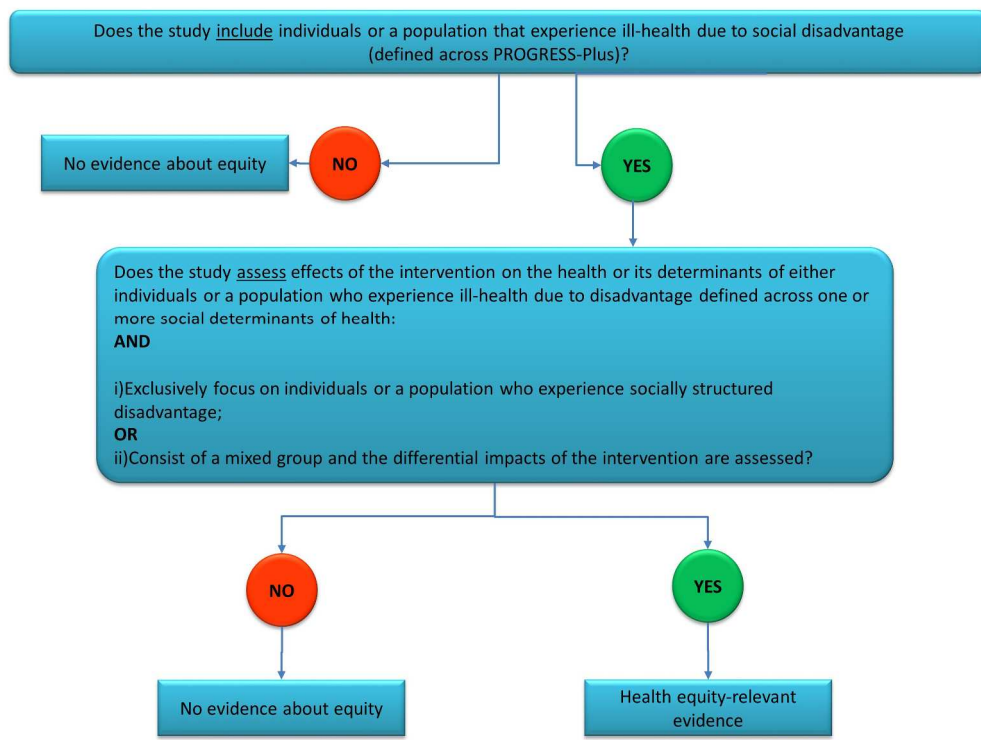 Does the study include individuals or a population that experience ill-health due to social disadvantage
(defined across PROGRESS-Plus)?
No evidence about equity
NO
YES
Does the study assess effects of the intervention on the health or its determinants of either
individuals or a population who experience ill-health due to disadvantage defined across one or
more social determinants of health:
AND
i)Exclusively focus on individuals or a population who experience socially structured
disadvantage;
OR
ii)Consist of a mixed group and the differential impacts of the intervention are assessed?
NO
YES
No evidence about equity
Health equity-relevant
evidence